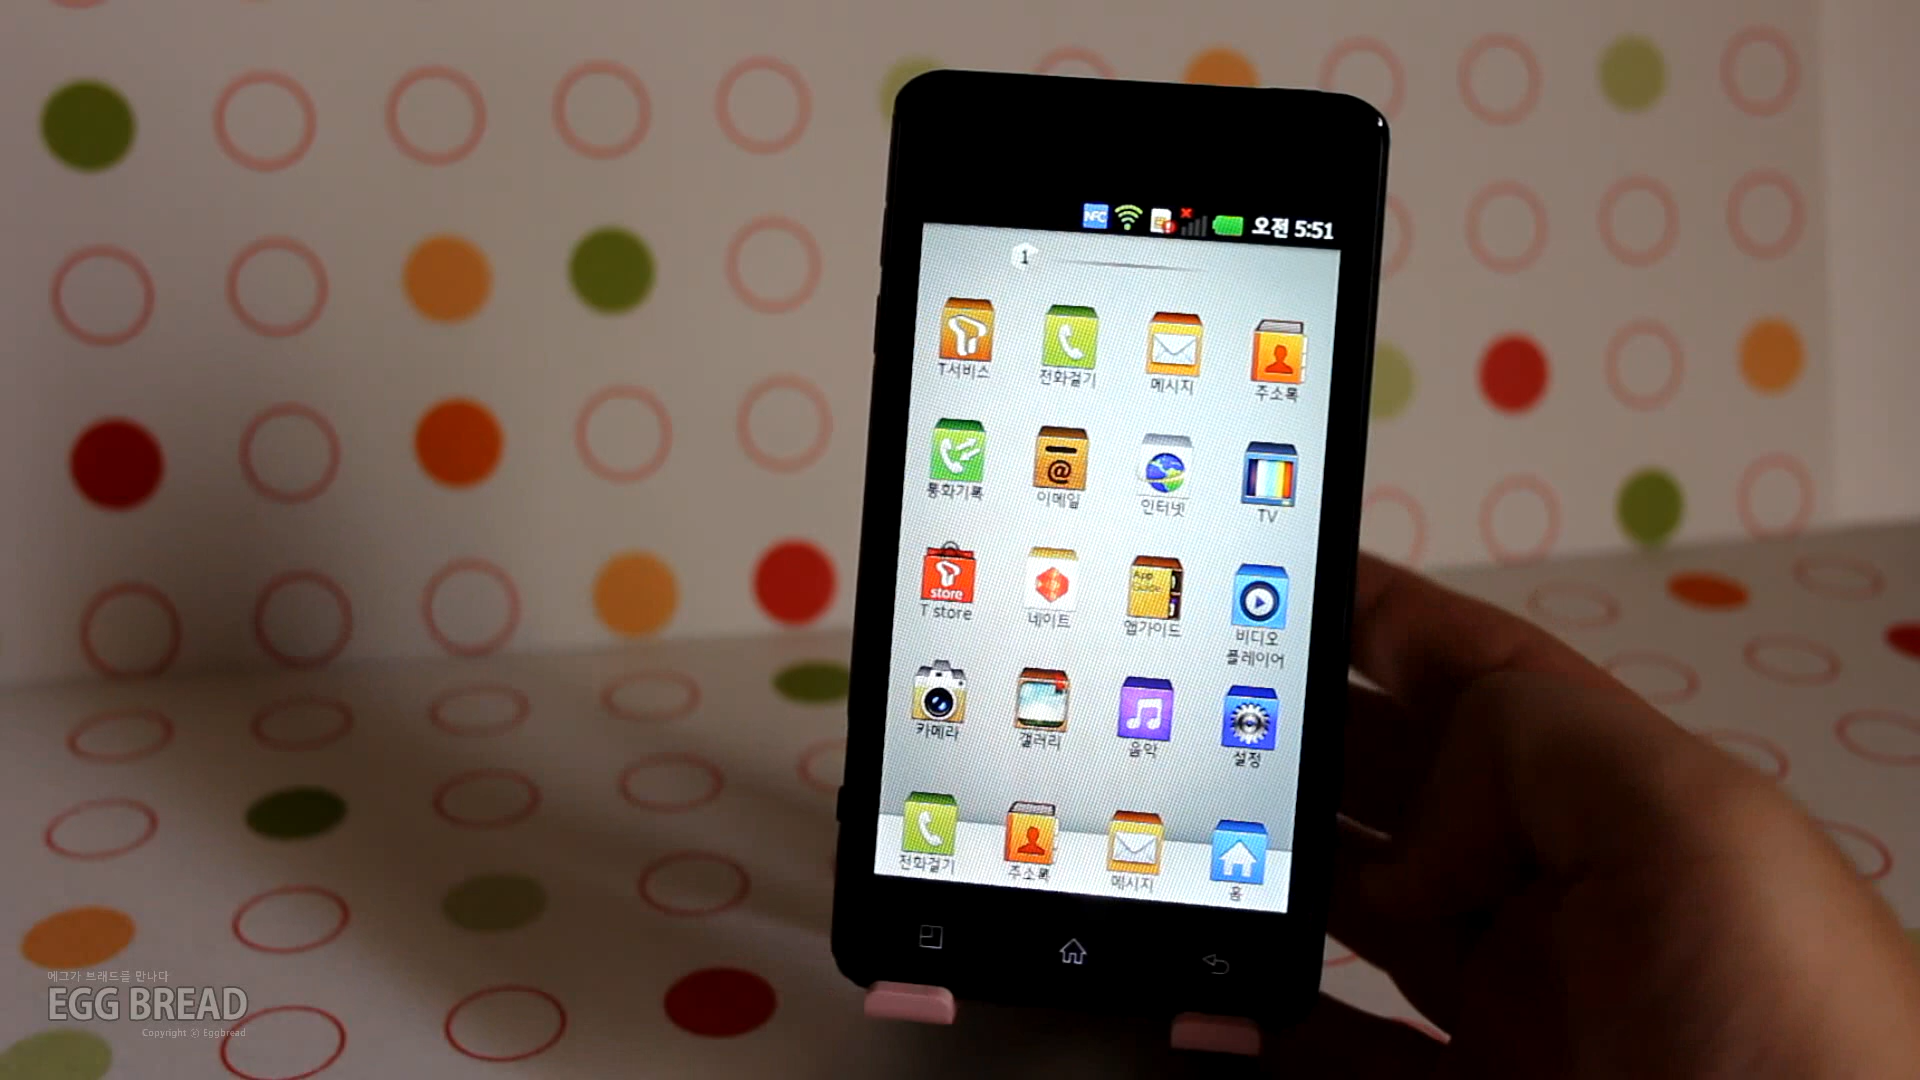 NFC 오전 5:51
1
T서비스 전화걸기 메시지 주소록
통화기록 이메일 인터넷 TV
store App Guide
T store 네이트 앱가이드 비디오
플레이어
카메라 갤러리 음악 설정
전화걸기 주소록 메시지 홈
에그가 브래드를 만나다
EGG BREAD
Copyright ⓒ Eggbread